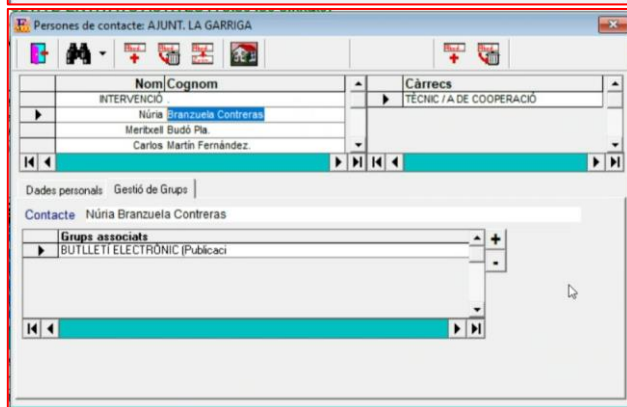 Persones de contacte: AJUNT. LA GARRIGA
Nom Cognom
INTERVENCIÓ .
Núria Branzuela Contreras
Meritxell Budó Pla.
Carlos Martín Fernández.
Càrrecs
TÈCNIC / A DE COOPERACIÓ
Dades personals Gestió de Grups
Contacte Núria Branzuela Contreras
Grups associats
BUTLLETÍ ELECTRÒNIC (Publicaci
+
-